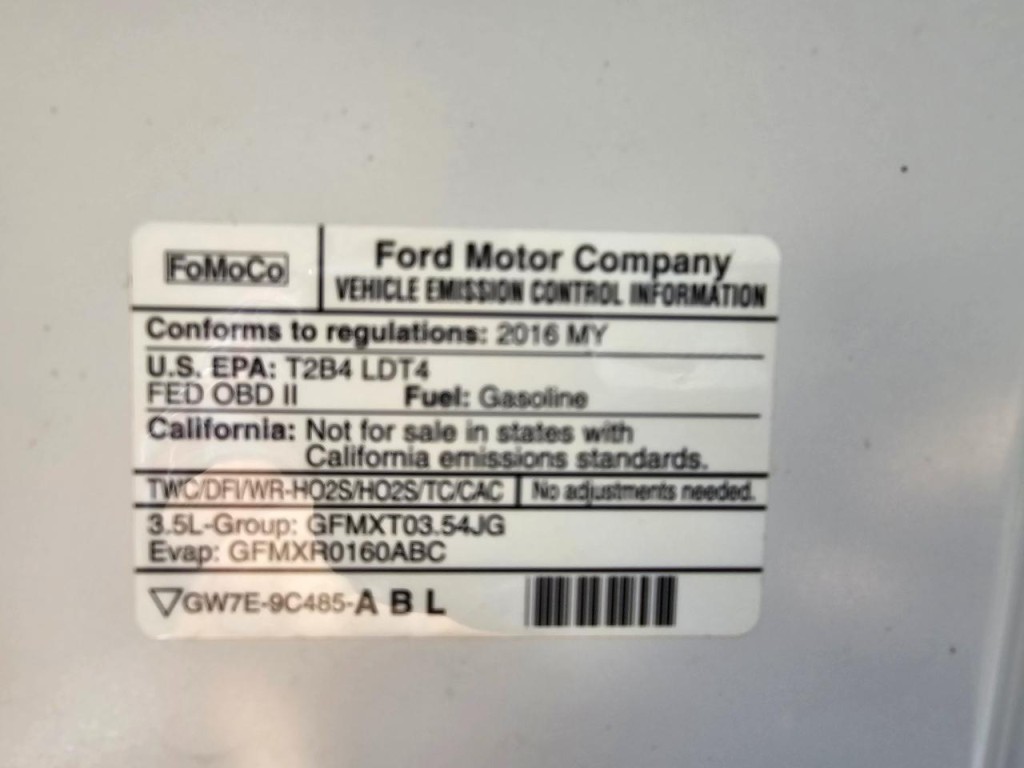 FoMoCo
Ford Motor Company
VEHICLE EMISSION CONTROL INFORMATION
Conforms to regulations: 2016 MY
U.S. EPA: T2B4 LDT4
FED OBD II Fuel: Gasoline
California: Not for sale in states with
California emissions standards.
TWC/DFI/WR-HO2S/HO2S/TC/CAC No adjustments needed.
3.5L-Group: GFMXT03.54JG
Evap: GFMXR0160ABC
GW7E-9C485-A B L